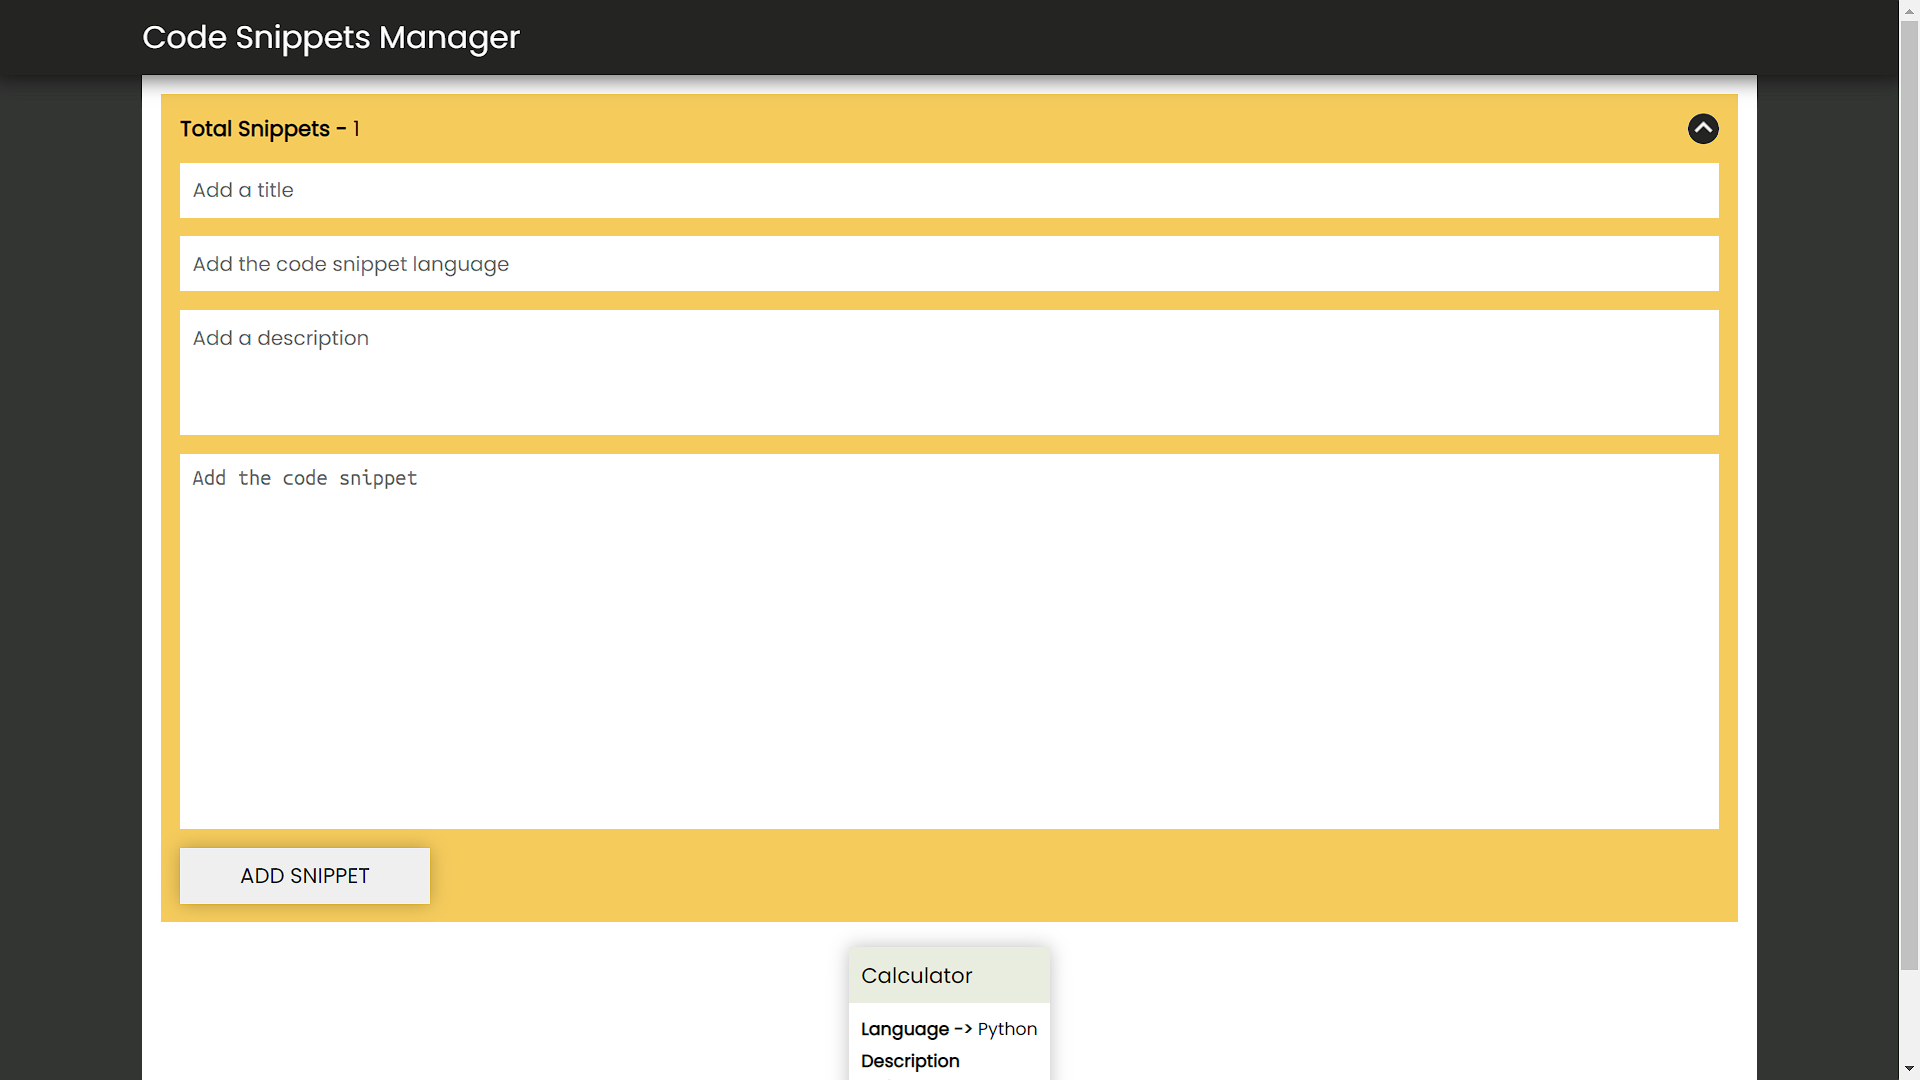 Code Snippets Manager
Total Snippets - 1
Add a title
Add the code snippet language
Add a description
Add the code snippet
ADD SNIPPET
Calculator
Language -> Python
Description